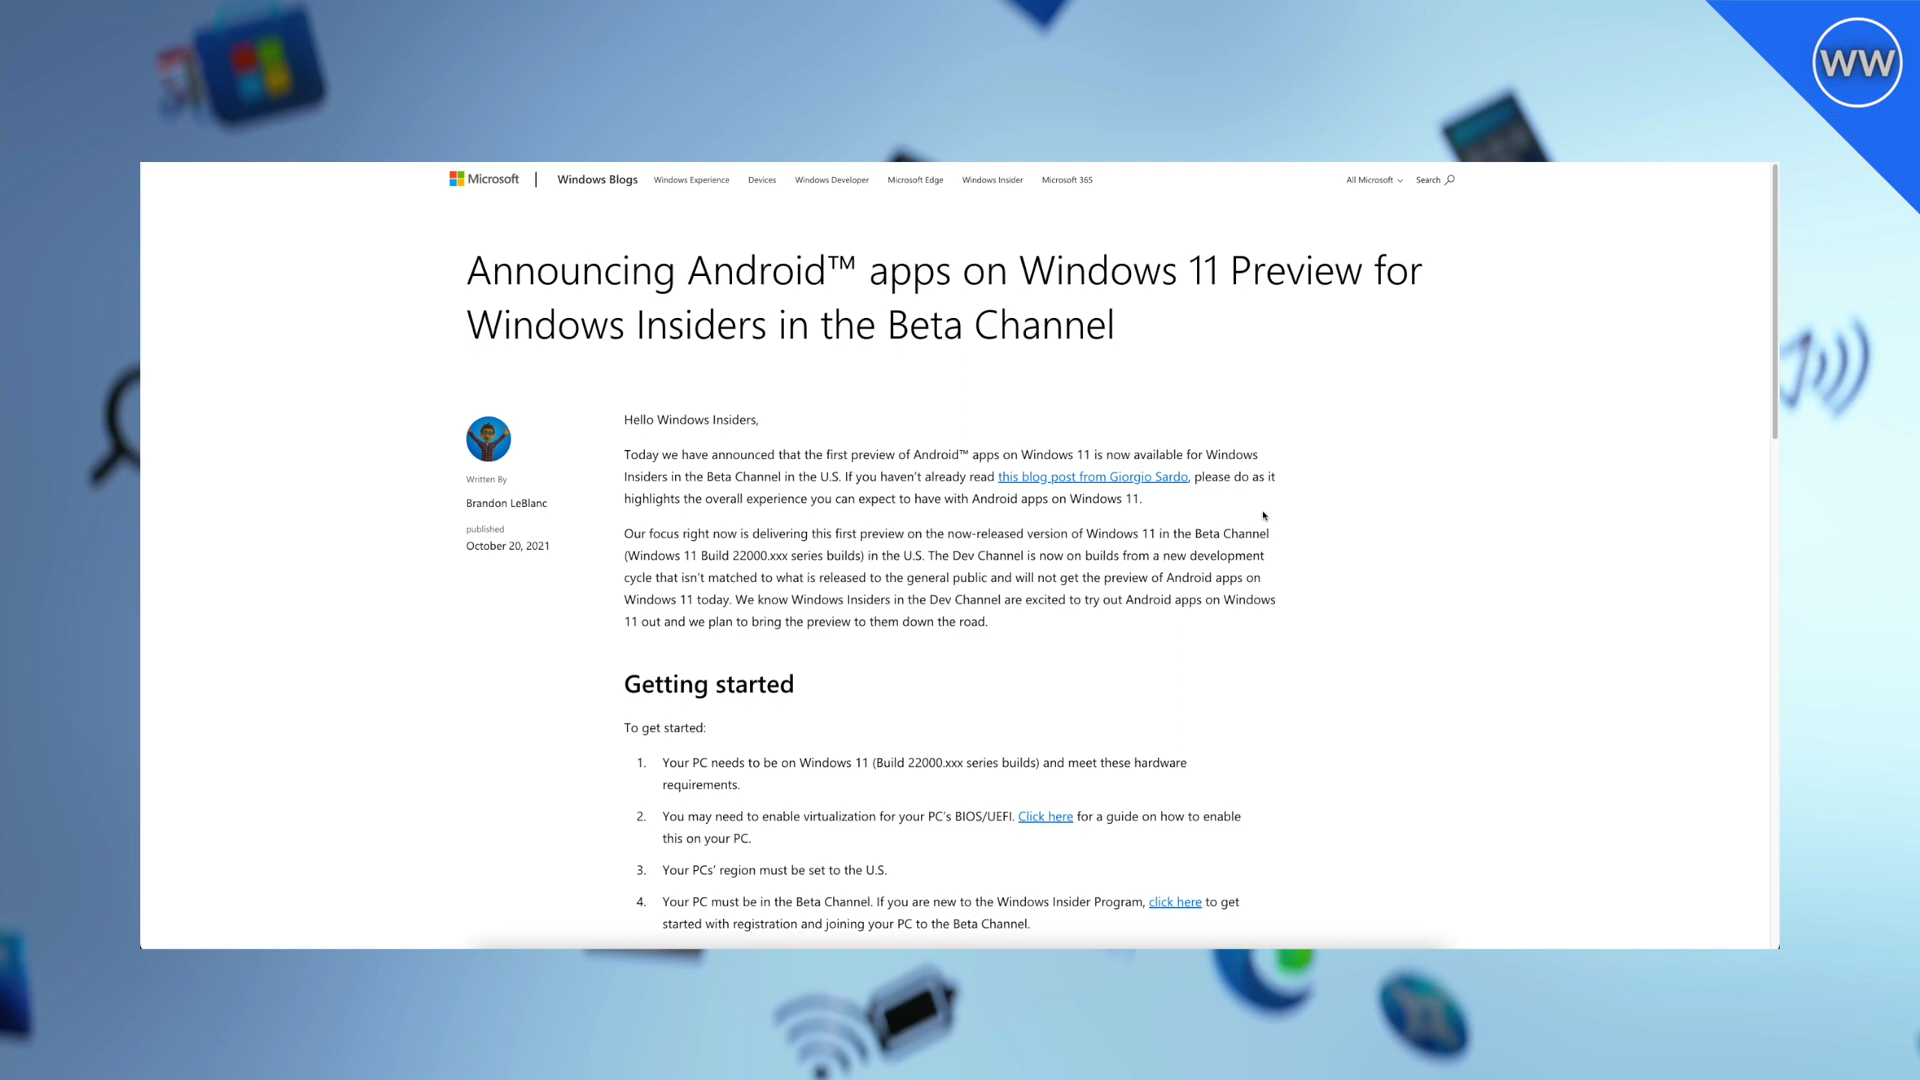 WW
Microsoft | Windows Blogs Windows Experience Devices Windows Developer Microsoft Edge Windows Insider Microsoft 365 All Microsoft Search
Announcing Android™ apps on Windows 11 Preview for
Windows Insiders in the Beta Channel
Written By
Brandon LeBlanc
published
October 20, 2021
Hello Windows Insiders,
Today we have announced that the first preview of Android™ apps on Windows 11 is now available for Windows
Insiders in the Beta Channel in the U.S. If you haven't already read this blog post from Giorgio Sardo, please do as it
highlights the overall experience you can expect to have with Android apps on Windows 11.
Our focus right now is delivering this first preview on the now-released version of Windows 11 in the Beta Channel
(Windows 11 Build 22000.xxx series builds) in the U.S. The Dev Channel is now on builds from a new development
cycle that isn't matched to what is released to the general public and will not get the preview of Android apps on
Windows 11 today. We know Windows Insiders in the Dev Channel are excited to try out Android apps on Windows
11 out and we plan to bring the preview to them down the road.
Getting started
To get started:
1. Your PC needs to be on Windows 11 (Build 22000.xxx series builds) and meet these hardware
requirements.
2. You may need to enable virtualization for your PC's BIOS/UEFI. Click here for a guide on how to enable
this on your PC.
3. Your PCs' region must be set to the U.S.
4. Your PC must be in the Beta Channel. If you are new to the Windows Insider Program, click here to get
started with registration and joining your PC to the Beta Channel.